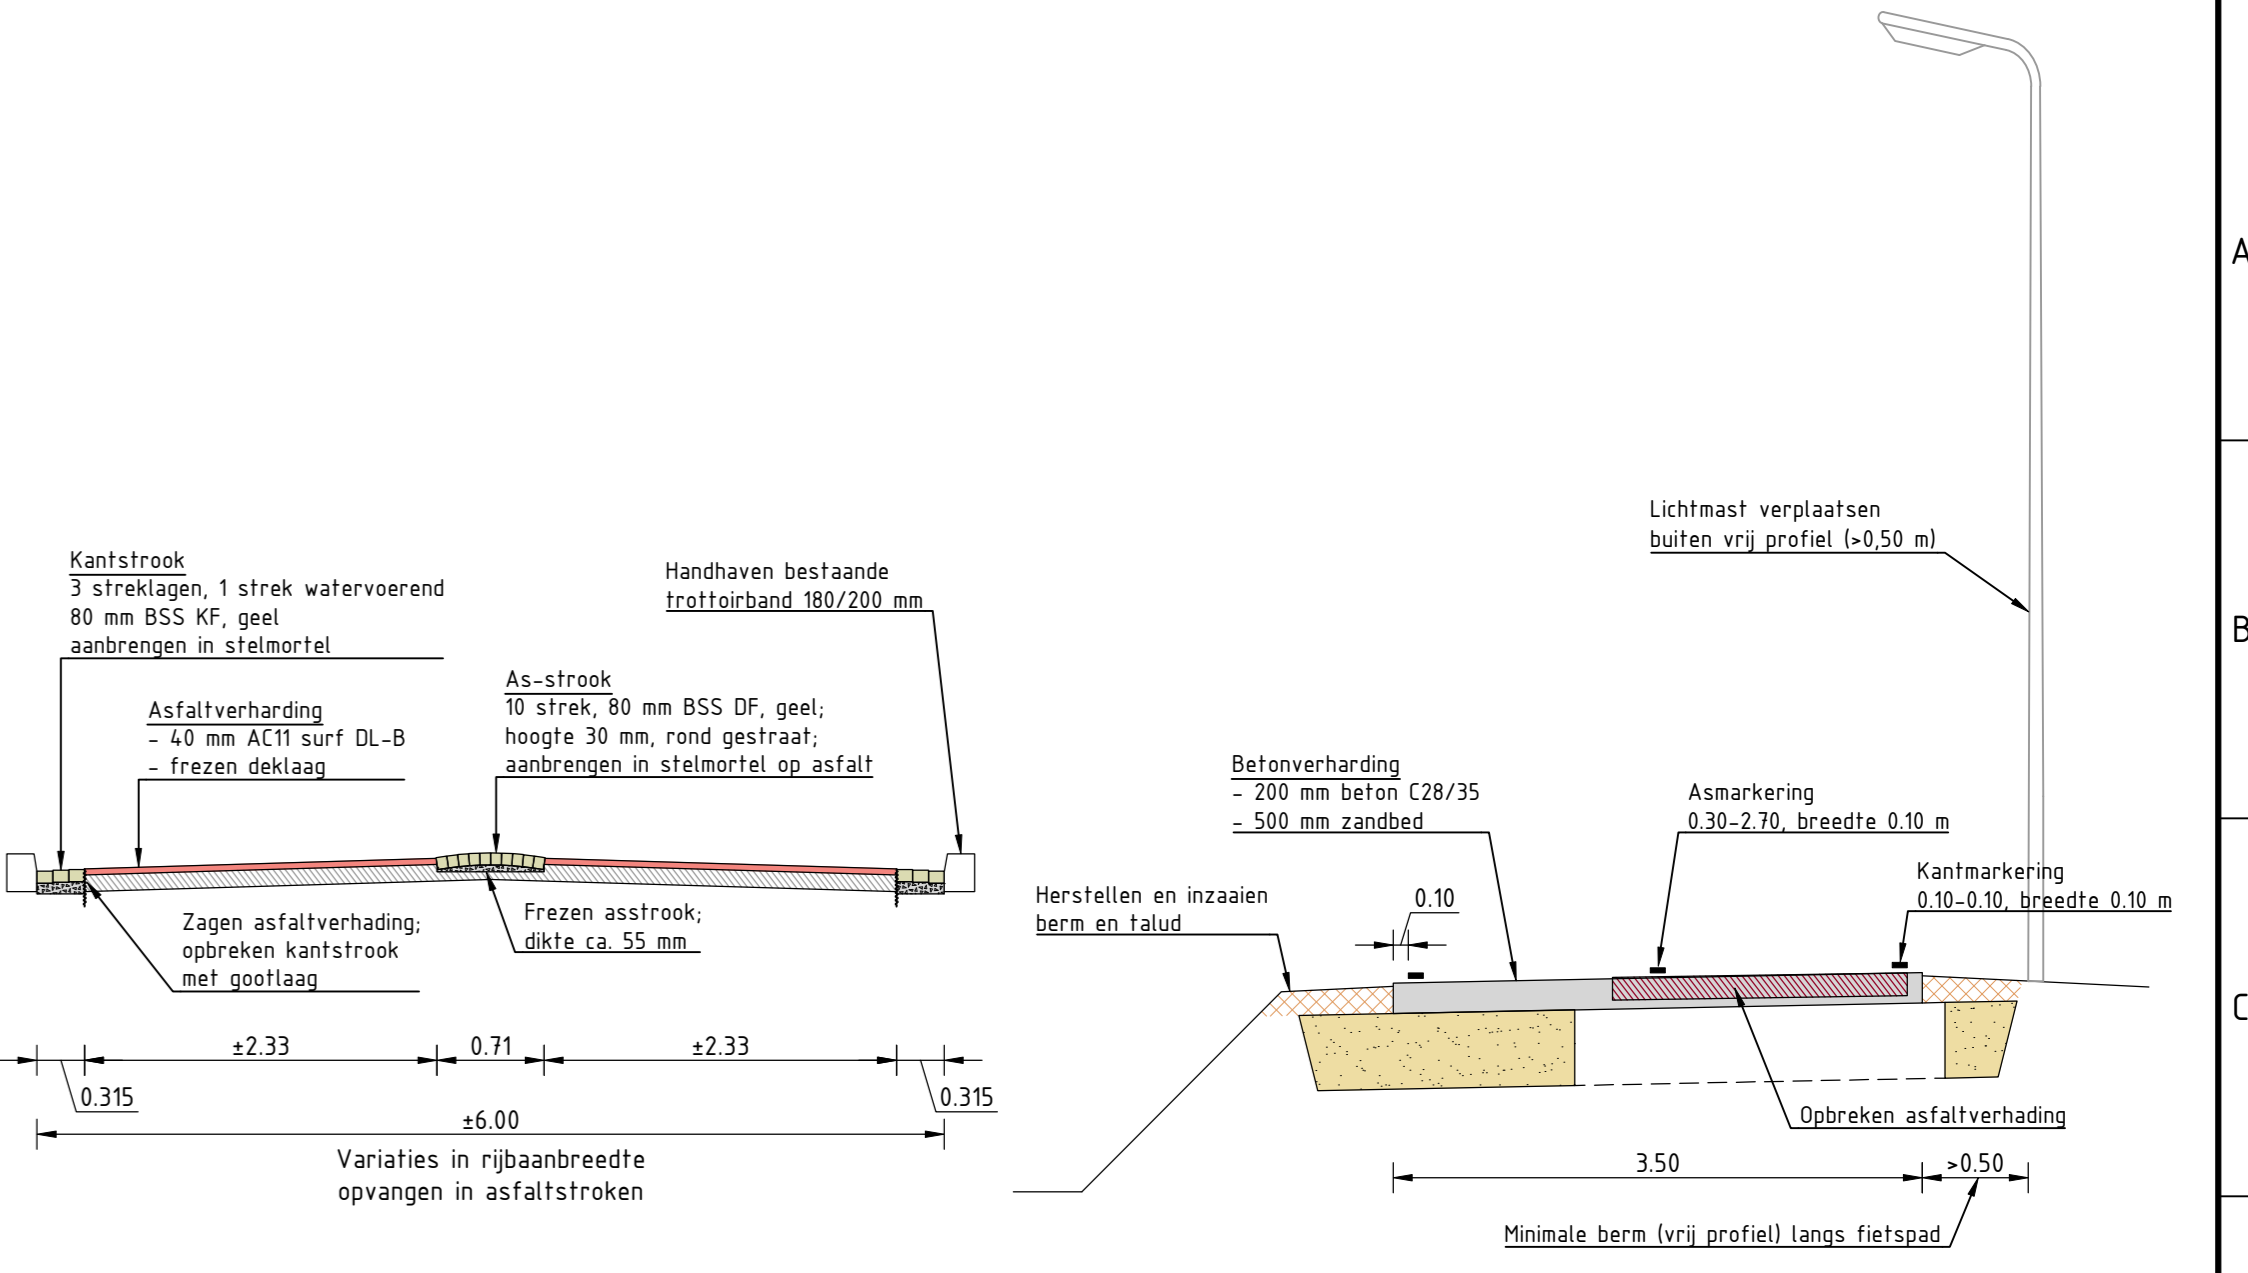 Kantstrook
3 streklagen, 1 strek watervoerend
80 mm BSS KF, geel
aanbrengen in stelmortel
Asfaltverharding
- 40 mm AC11 surf DL-B
- frezen deklaag
As-strook
10 strek, 80 mm BSS DF, geel;
hoogte 30 mm, rond gestraat;
aanbrengen in stelmortel op asfalt
Handhaven bestaande
trottoirband 180/200 mm
Zagen asfaltverhading;
opbreken kantstrook
met gootlaag
Frezen asstrook;
dikte ca. 55 mm
±2.33
0.71
±2.33
0.315
0.315
±6.00
Variaties in rijbaanbreedte
opvangen in asfaltstroken
Lichtmast verplaatsen
buiten vrij profiel (>0,50 m)
Betonverharding
- 200 mm beton C28/35
- 500 mm zandbed
Asmarkering
0.30-2.70, breedte 0.10 m
Kantmarkering
0.10-0.10, breedte 0.10 m
Herstellen en inzaaien
berm en talud
0.10
Opbreken asfaltverhading
3.50
>0.50
Minimale berm (vrij profiel) langs fietspad
A
B
C